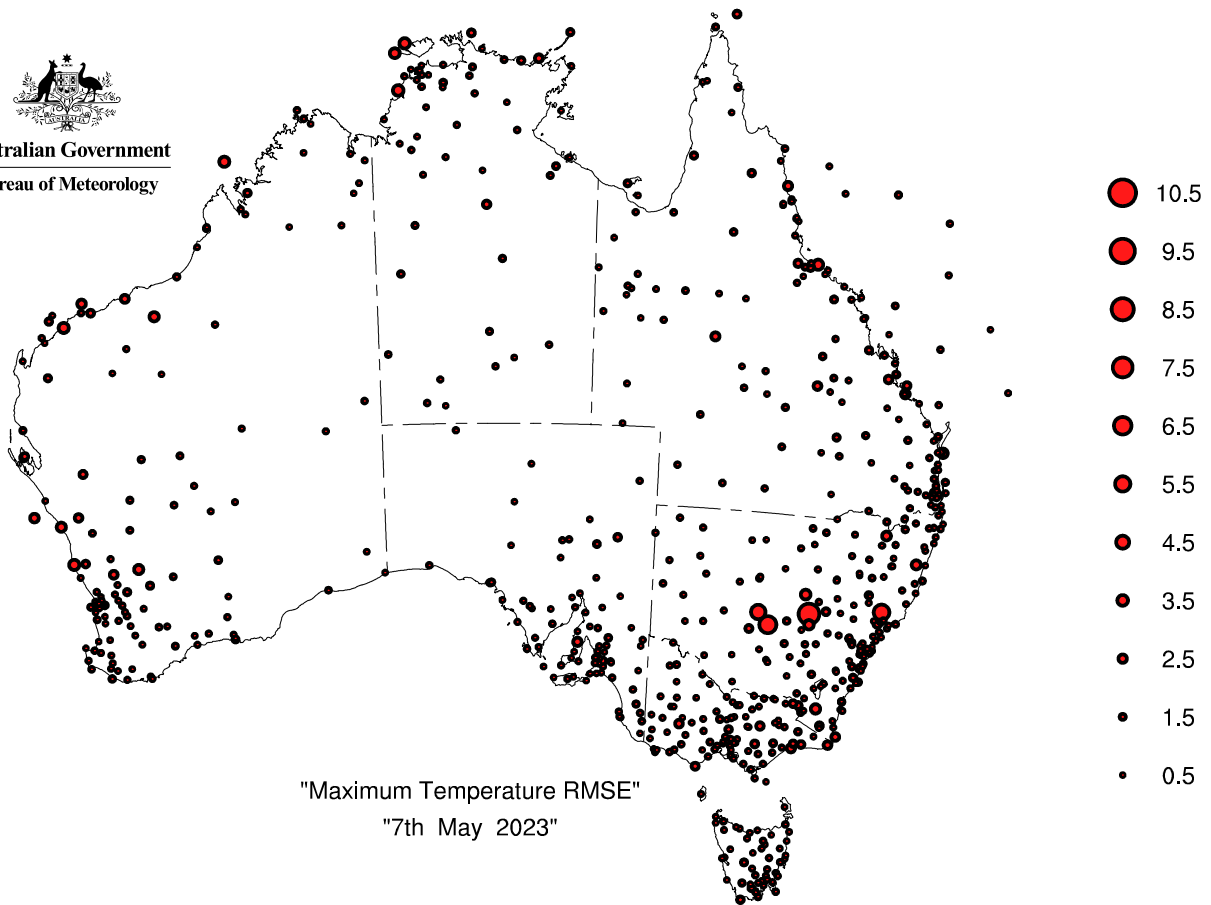 AUSTRALIA
tralian Government
reau of Meteorology
10.5
9.5
8.5
7.5
6.5
5.5
4.5
3.5
2.5
1.5
0.5
"Maximum Temperature RMSE"
"7th May 2023"